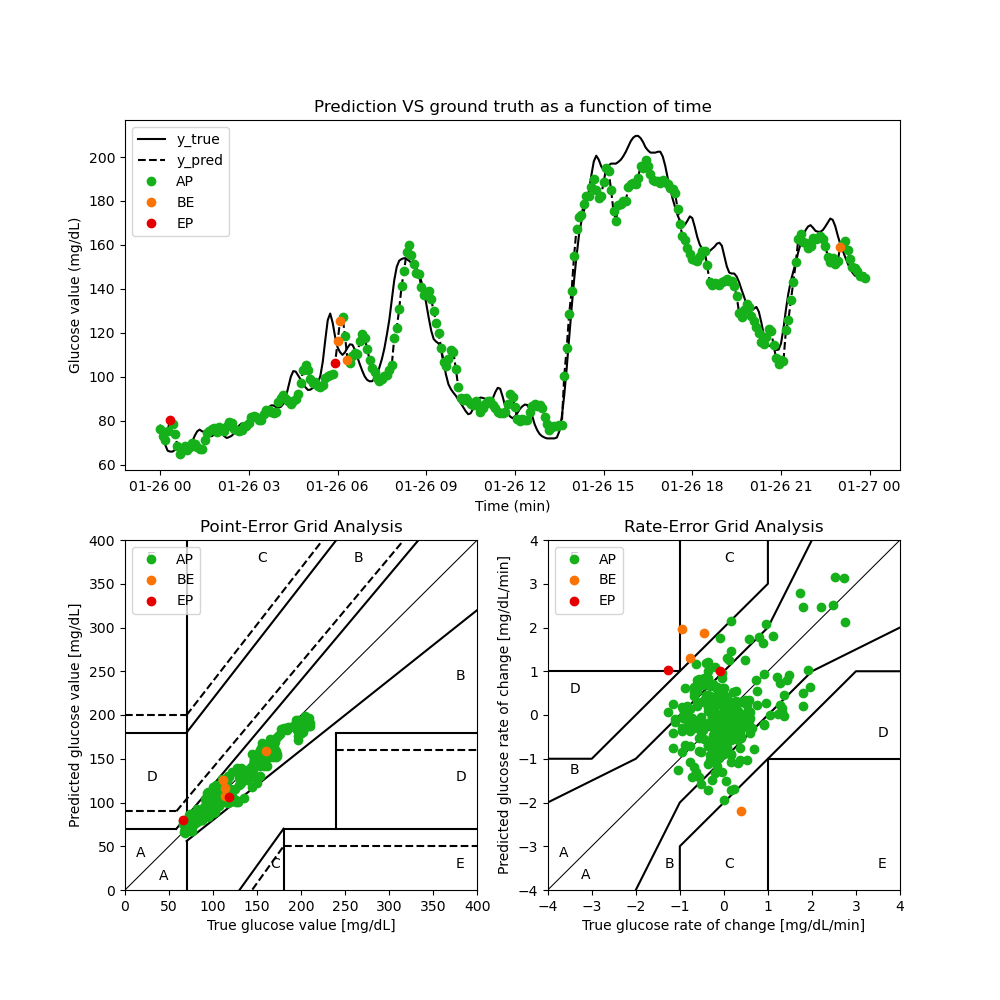 Prediction VS ground truth as a function of time
Glucose value (mg/dL)
200
180
160
140
120
100
80
60
y_true
y_pred
AP
BE
EP
01-26 00 01-26 03 01-26 06 01-26 09 01-26 12 01-26 15 01-26 18 01-26 21 01-27 00
Time (min)
Point-Error Grid Analysis
Predicted glucose value [mg/dL]
400
350
300
250
200
150
100
50
0
AP
BE
EP
C B
B
D D
A
A
C E
0 50 100 150 200 250 300 350 400
True glucose value [mg/dL]
Rate-Error Grid Analysis
Predicted glucose rate of change [mg/dL/min]
4
3
2
1
0
−1
−2
−3
−4
AP
BE
EP
C
D
D
B
A
A
B C E
−4 −3 −2 −1 0 1 2 3 4
True glucose rate of change [mg/dL/min]